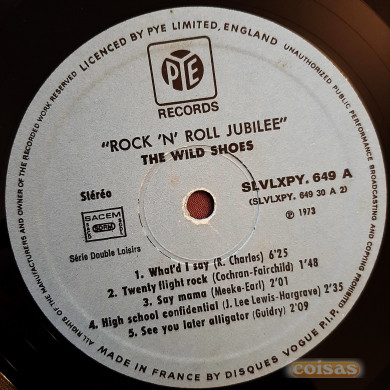 LICENCED BY PYE LIMITED, ENGLAND
UNAUTHORIZED PUBLIC PERFORMANCE BROADCASTING AND COPYING PROHIBITED
ALL RIGHTS OF THE MANUFACTURERS AND OWNER OF THE RECORDED WORK RESERVED
PYE
RECORDS
"ROCK 'N' ROLL JUBILEE"
THE WILD SHOES
Stéréo
SLVLXPY. 649 A
(SLVLXPY. 649 30 A 2)
SACEM
℗ 1973
Série Double Loisirs
1. What'd I say (R. Charles) 6'25
2. Twenly flight rock (Cochran-Fairchild) 1'48
3. Say mama (Meeke-Earl) 2'01
4. High school confidential (J. Lee Lewis-Hargrave) 2'35
5. See you later alligator (Guidry) 2'09
MADE IN FRANCE BY DISQUES VOGUE P.I.P.
coisas